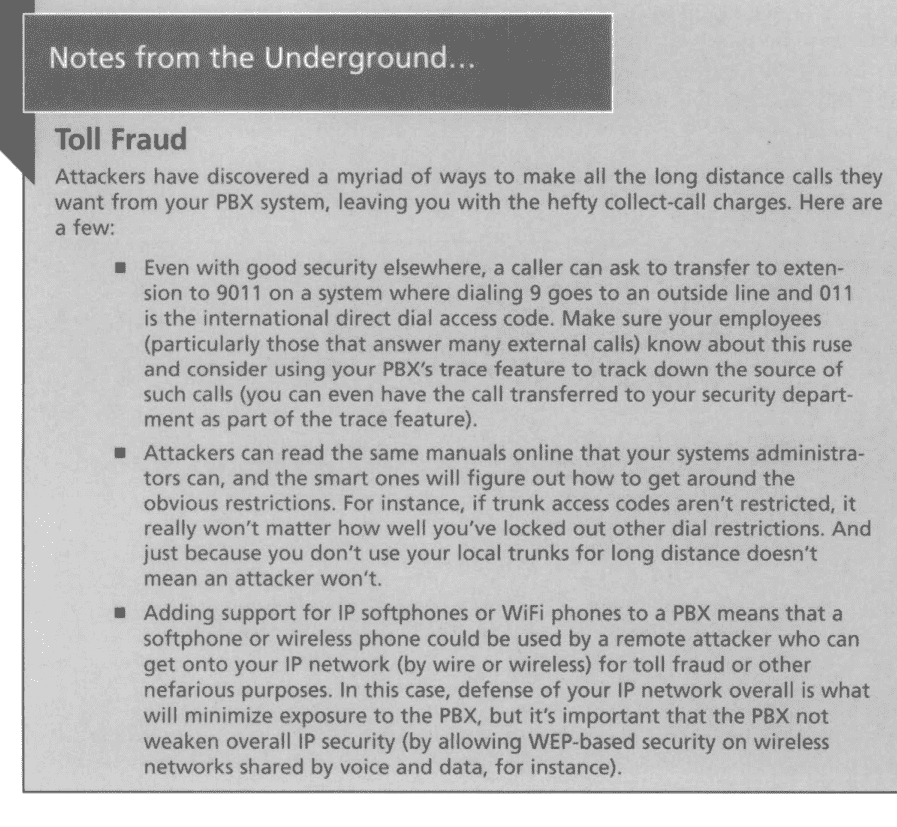 Notes from the Underground...
Toll Fraud
Attackers have discovered a myriad of ways to make all the long distance calls they
want from your PBX system, leaving you with the hefty collect-call charges. Here are
a few:
■ Even with good security elsewhere, a caller can ask to transfer to exten-
sion to 9011 on a system where dialing 9 goes to an outside line and 011
is the international direct dial access code. Make sure your employees
(particularly those that answer many external calls) know about this ruse
and consider using your PBX's trace feature to track down the source of
such calls (you can even have the call transferred to your security depart-
ment as part of the trace feature).
■ Attackers can read the same manuals online that your systems administra-
tors can, and the smart ones will figure out how to get around the
obvious restrictions. For instance, if trunk access codes aren't restricted, it
really won't matter how well you've locked out other dial restrictions. And
just because you don't use your local trunks for long distance doesn't
mean an attacker won't.
■ Adding support for IP softphones or WiFi phones to a PBX means that a
softphone or wireless phone could be used by a remote attacker who can
get onto your IP network (by wire or wireless) for toll fraud or other
nefarious purposes. In this case, defense of your IP network overall is what
will minimize exposure to the PBX, but it's important that the PBX not
weaken overall IP security (by allowing WEP-based security on wireless
networks shared by voice and data, for instance).